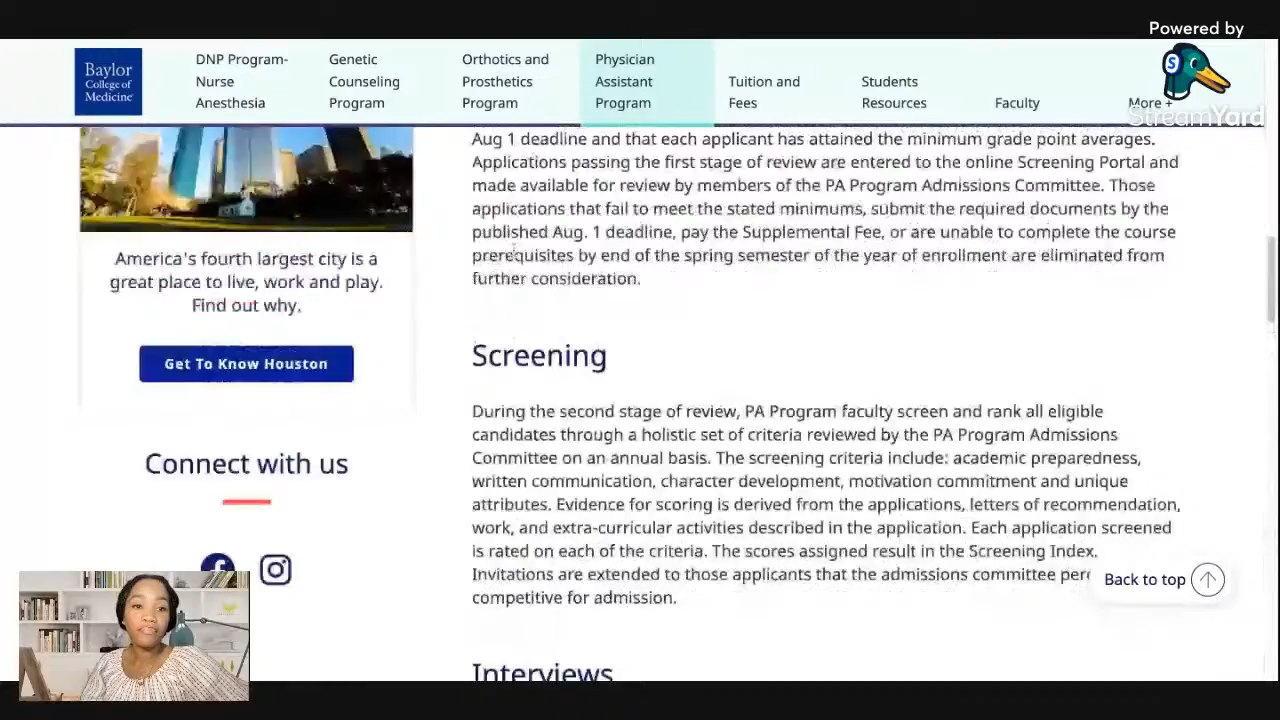 Powered by
StreamYard
Baylor
College of
Medicine
DNP Program-
Nurse
Anesthesia
Genetic
Counseling
Program
Orthotics and
Prosthetics
Program
Physician
Assistant
Program
Tuition and
Fees
Students
Resources
Faculty
More +
America's fourth largest city is a
great place to live, work and play.
Find out why.
Get To Know Houston
Connect with us
Aug 1 deadline and that each applicant has attained the minimum grade point averages.
Applications passing the first stage of review are entered to the online Screening Portal and
made available for review by members of the PA Program Admissions Committee. Those
applications that fail to meet the stated minimums, submit the required documents by the
published Aug. 1 deadline, pay the Supplemental Fee, or are unable to complete the course
prerequisites by end of the spring semester of the year of enrollment are eliminated from
further consideration.
Screening
During the second stage of review, PA Program faculty screen and rank all eligible
candidates through a holistic set of criteria reviewed by the PA Program Admissions
Committee on an annual basis. The screening criteria include: academic preparedness,
written communication, character development, motivation commitment and unique
attributes. Evidence for scoring is derived from the applications, letters of recommendation,
work, and extra-curricular activities described in the application. Each application screened
is rated on each of the criteria. The scores assigned result in the Screening Index.
Invitations are extended to those applicants that the admissions committee
competitive for admission.
Back to top
Interviews